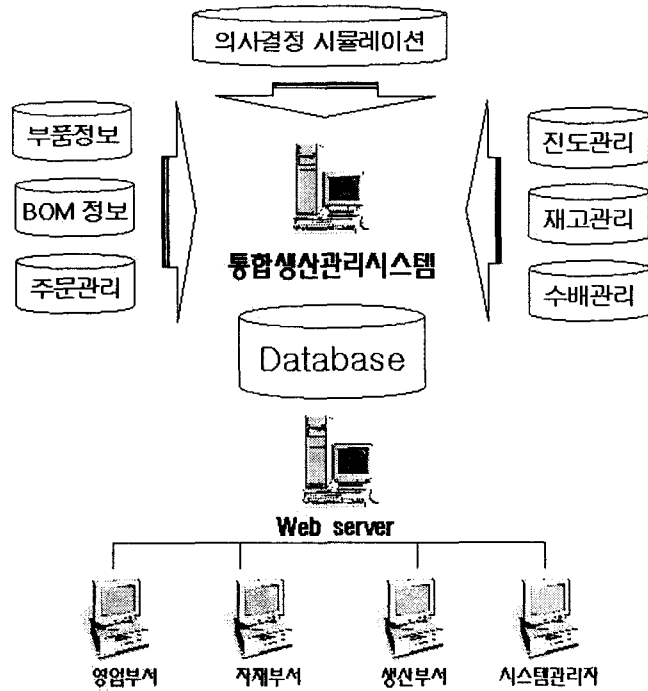 의사결정 시뮬레이션
부품정보
BOM 정보
주문관리
진도관리
재고관리
수배관리
통합생산관리시스템
Database
Web server
영업부서
자재부서
생산부서
시스템관리자